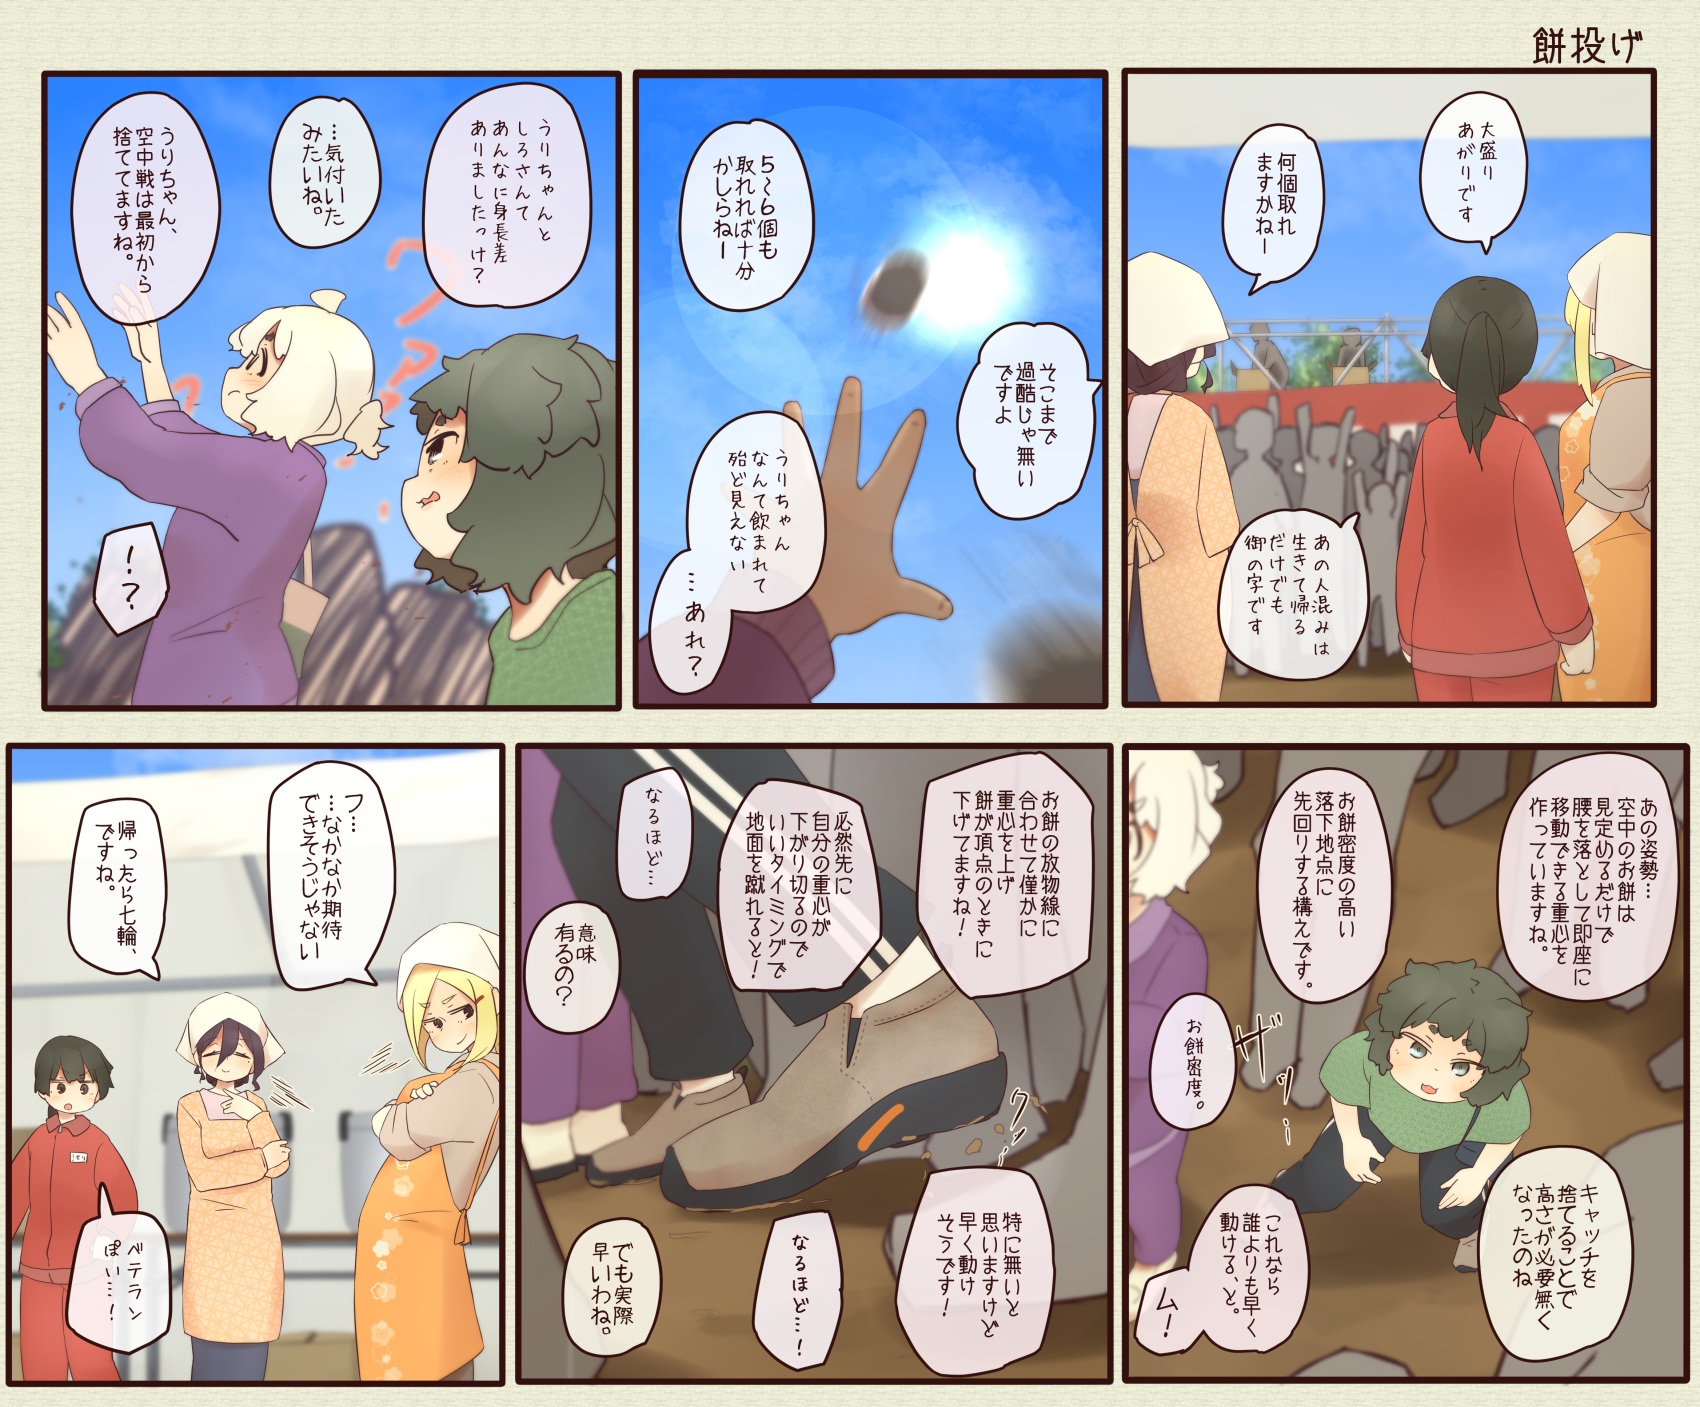 餅投げ
大盛り
あがりです
何個取れ
ますかねー
あの人混みは
生きて帰る
だけでも
御の字です
そこまで
過酷じゃ無い
ですよ
5〜6個も
取れれば十分
かしらねー
うりちゃん
なんて飲まれて
殆ど見えない
…あれ?
うりちゃんと
しろさんて
あんなに身長差
ありましたっけ?
…気付いた
みたいね。
うりちゃん、
空中戦は最初から
捨ててますね。
!?
あの姿勢…
空中のお餅は
見定めるだけで
腰を落として即座に
移動できる重心を
作っていますね。
お餅密度の高い
落下地点に
先回りする構えです。
お餅密度。
ザッ…
キャッチを
捨てることで
高さが必要無く
なったのね
これなら
誰よりも早く
動ける、と。
ム!
お餅の放物線に
合わせて僅かに
重心を上げ
餅が頂点のときに
下げてますね!
必然先に
自分の重心が
下がり切るので
いいタイミングで
地面を蹴れると!
なるほど…
意味
有るの?
グッ…
特に無いと
思いますけど
早く動け
そうです!
なるほど…!
でも実際
早いわね。
フ…
…なかなか期待
できそうじゃない
帰ったら七輪、
ですね。
ベテラン
ぽい…!